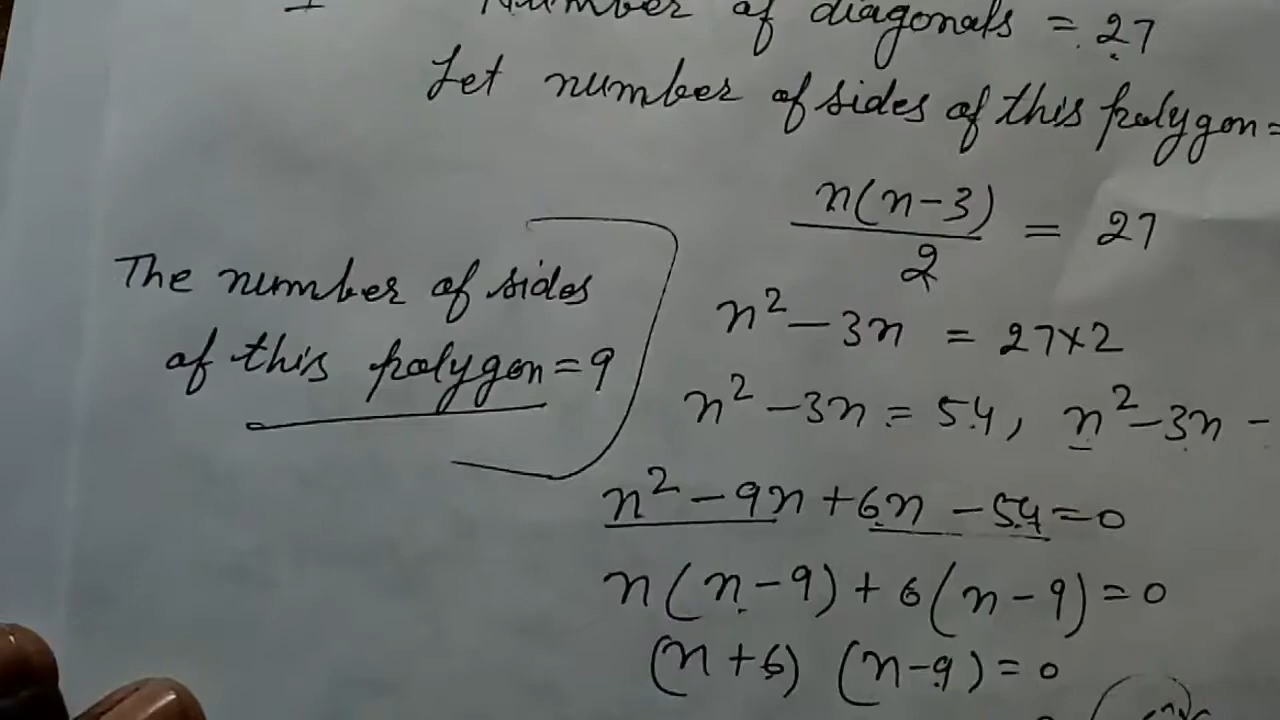 Number of diagonals = 27
Let number of sides of this polygon =
n(n-3)/2 = 27
n² - 3n = 27×2
n² - 3n = 54, n² - 3n -
n² - 9n + 6n - 54 = 0
n(n-9) + 6(n-9) = 0
(n+6) (n-9) = 0
The number of sides
of this polygon = 9